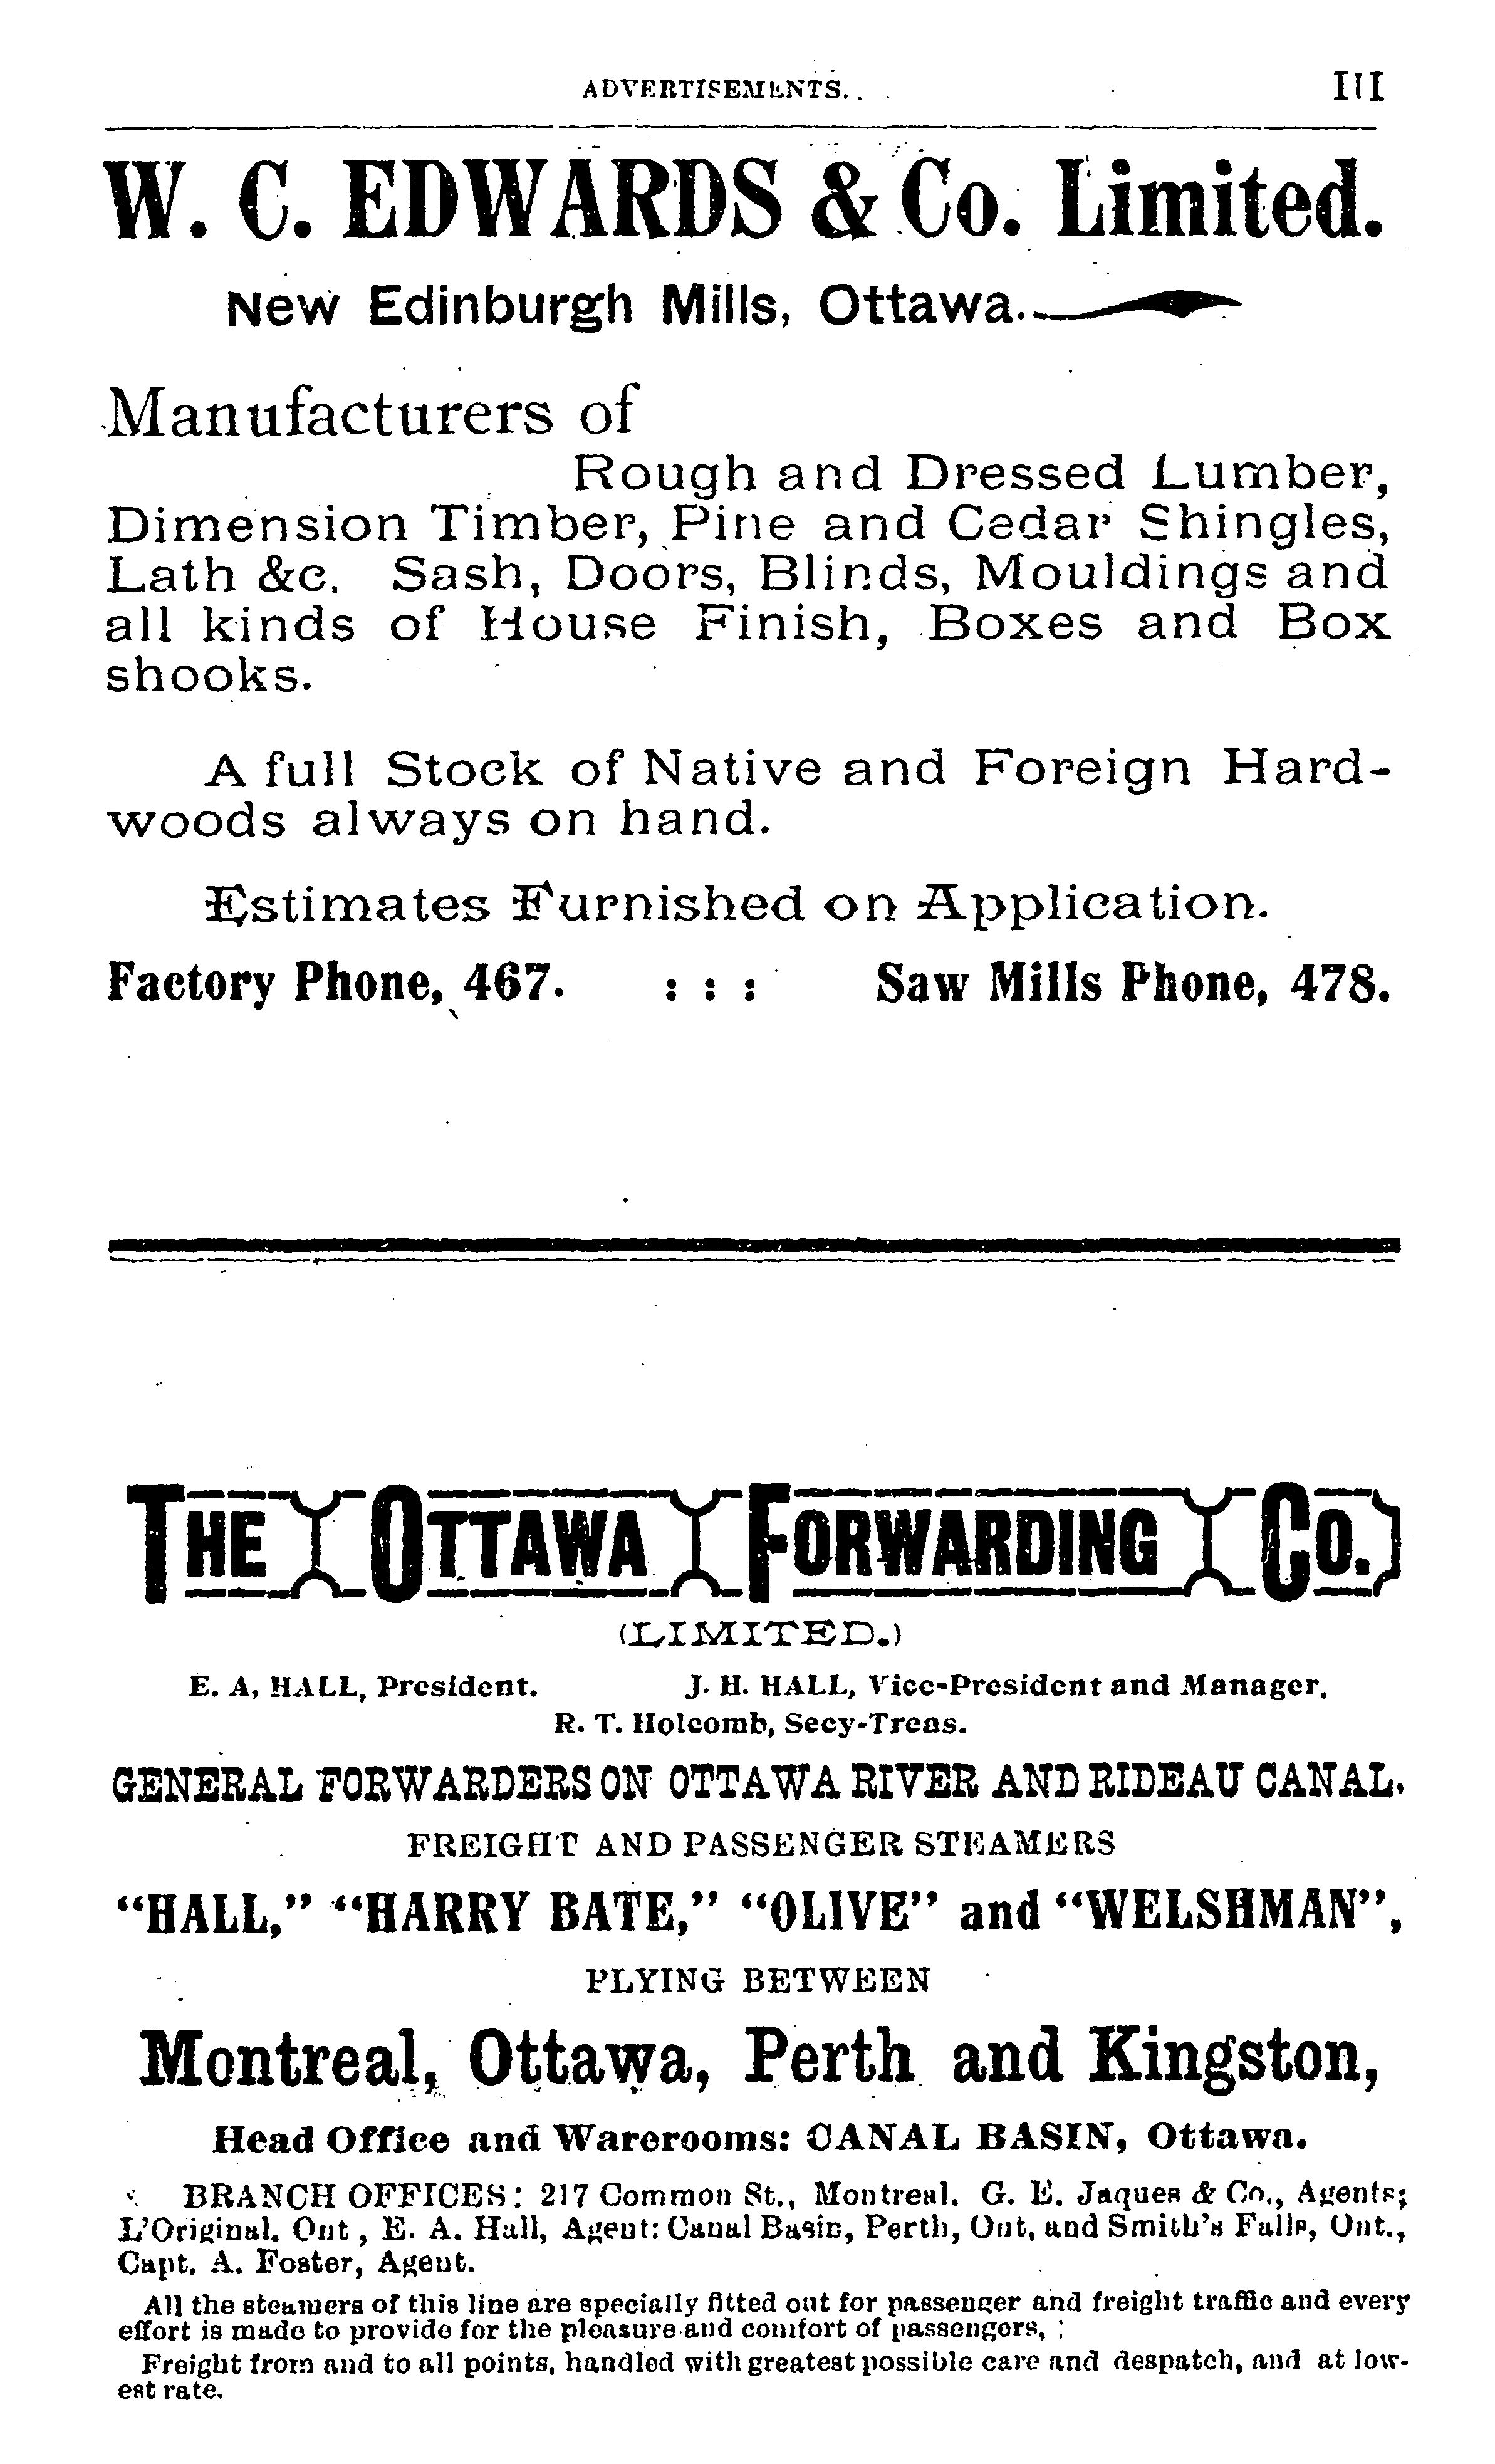 ADVERTISEMENTS.
III
W. C. EDWARDS & Co. Limited.
New Edinburgh Mills, Ottawa.
Manufacturers of
Rough and Dressed Lumber,
Dimension Timber, Pine and Cedar Shingles,
Lath &c. Sash, Doors, Blinds, Mouldings and
all kinds of House Finish, Boxes and Box
shooks.
A full Stock of Native and Foreign Hard-
woods always on hand.
Estimates Furnished on Application.
Factory Phone, 467. : : : Saw Mills Phone, 478.
THE OTTAWA FORWARDING CO.
(LIMITED.)
E. A, HALL, President. J. H. HALL, Vice-President and Manager.
R. T. Holcomb, Secy-Treas.
GENERAL FORWARDERS ON OTTAWA RIVER AND RIDEAU CANAL.
FREIGHT AND PASSENGER STEAMERS
"HALL," "HARRY BATE," "OLIVE" and "WELSHMAN",
PLYING BETWEEN
Montreal, Ottawa, Perth and Kingston,
Head Office and Warerooms: CANAL BASIN, Ottawa.
BRANCH OFFICES: 217 Common St., Montreal. G. E. Jaques & Co., Agents;
L'Original. Ont, E. A. Hall, Agent: Canal Basin, Perth, Ont, and Smith's Falls, Ont.,
Capt. A. Foster, Agent.
All the steamers of this line are specially fitted out for passenger and freight traffic and every
effort is made to provide for the pleasure and comfort of passengers,
Freight from and to all points, handled with greatest possible care and despatch, and at low-
est rate.